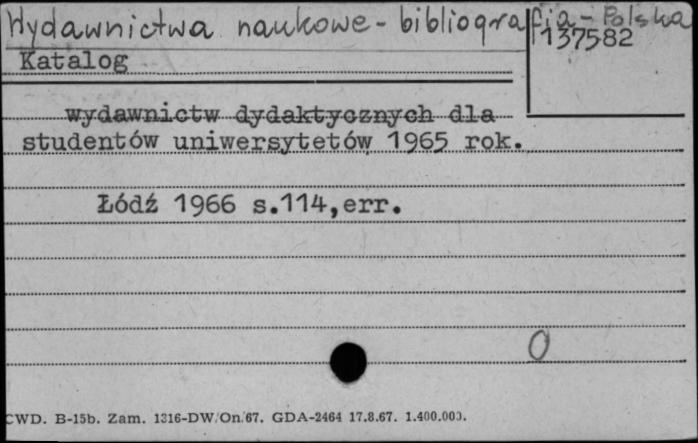 Wydawnictwa naukowe - bibliografia - Polska
137582
Katalog
wydawnictw dydaktycznych dla
studentów uniwersytetów 1965 rok.
Łódź 1966 s.114,err.
0
CWD. B-15b. Zam. 1316-DW/On/67. GDA-2464 17.8.67. 1.400.000.